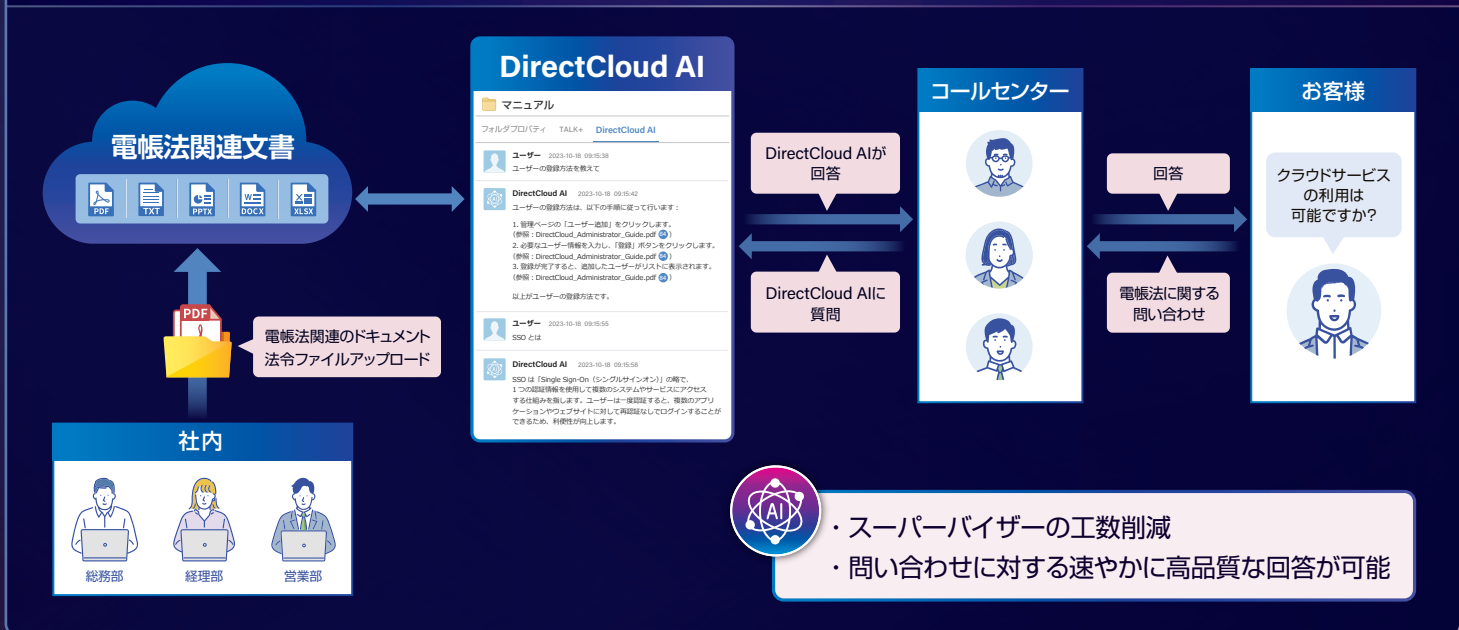 電帳法関連文書
PDF
TXT
PPTX
DOCX
XLSX
PDF
電帳法関連のドキュメント
法令ファイルアップロード
社内
総務部
経理部
営業部
DirectCloud AI
マニュアル
フォルダプロパティ TALK+ DirectCloud AI
ユーザー 2023-10-18 09:15:38
ユーザーの登録方法を教えて
DirectCloud AI 2023-10-18 09:15:42
ユーザーの登録方法は、以下の手順に従って行います：
1. 管理ページの「ユーザー追加」をクリックします。
（参照：DirectCloud_Administrator_Guide.pdf 64）
2. 必要なユーザー情報を入力し、「登録」ボタンをクリックします。
（参照：DirectCloud_Administrator_Guide.pdf 64）
3. 登録が完了すると、追加したユーザーがリストに表示されます。
（参照：DirectCloud_Administrator_Guide.pdf 64）
以上がユーザーの登録方法です。
ユーザー 2023-10-18 09:15:55
SSO とは
DirectCloud AI 2023-10-18 09:15:58
SSO は「Single Sign-On（シングルサインオン）」の略で、
1 つの認証情報を使用して複数のシステムやサービスにアクセス
する仕組みを指します。ユーザーは一度認証すると、複数のアプリ
ケーションやウェブサイトに対して再認証なしでログインすることが
できるため、利便性が向上します。
DirectCloud AIが
回答
DirectCloud AIに
質問
コールセンター
回答
電帳法に関する
問い合わせ
お客様
クラウドサービス
の利用は
可能ですか?
AI
・スーパーバイザーの工数削減
・問い合わせに対する速やかに高品質な回答が可能